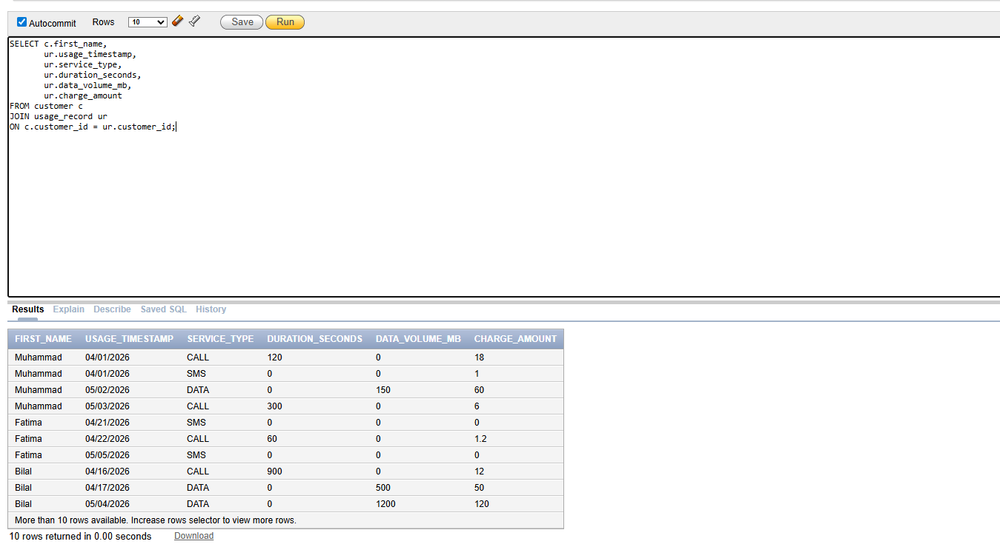 Autocommit Rows 10 Save Run
SELECT c.first_name,
ur.usage_timestamp,
ur.service_type,
ur.duration_seconds,
ur.data_volume_mb,
ur.charge_amount
FROM customer c
JOIN usage_record ur
ON c.customer_id = ur.customer_id;
Results Explain Describe Saved SQL History
FIRST_NAME USAGE_TIMESTAMP SERVICE_TYPE DURATION_SECONDS DATA_VOLUME_MB CHARGE_AMOUNT
Muhammad 04/01/2026 CALL 120 0 18
Muhammad 04/01/2026 SMS 0 0 1
Muhammad 05/02/2026 DATA 0 150 60
Muhammad 05/03/2026 CALL 300 0 6
Fatima 04/21/2026 SMS 0 0 0
Fatima 04/22/2026 CALL 60 0 1.2
Fatima 05/05/2026 SMS 0 0 0
Bilal 04/16/2026 CALL 900 0 12
Bilal 04/17/2026 DATA 0 500 50
Bilal 05/04/2026 DATA 0 1200 120
More than 10 rows available. Increase rows selector to view more rows.
10 rows returned in 0.00 seconds Download